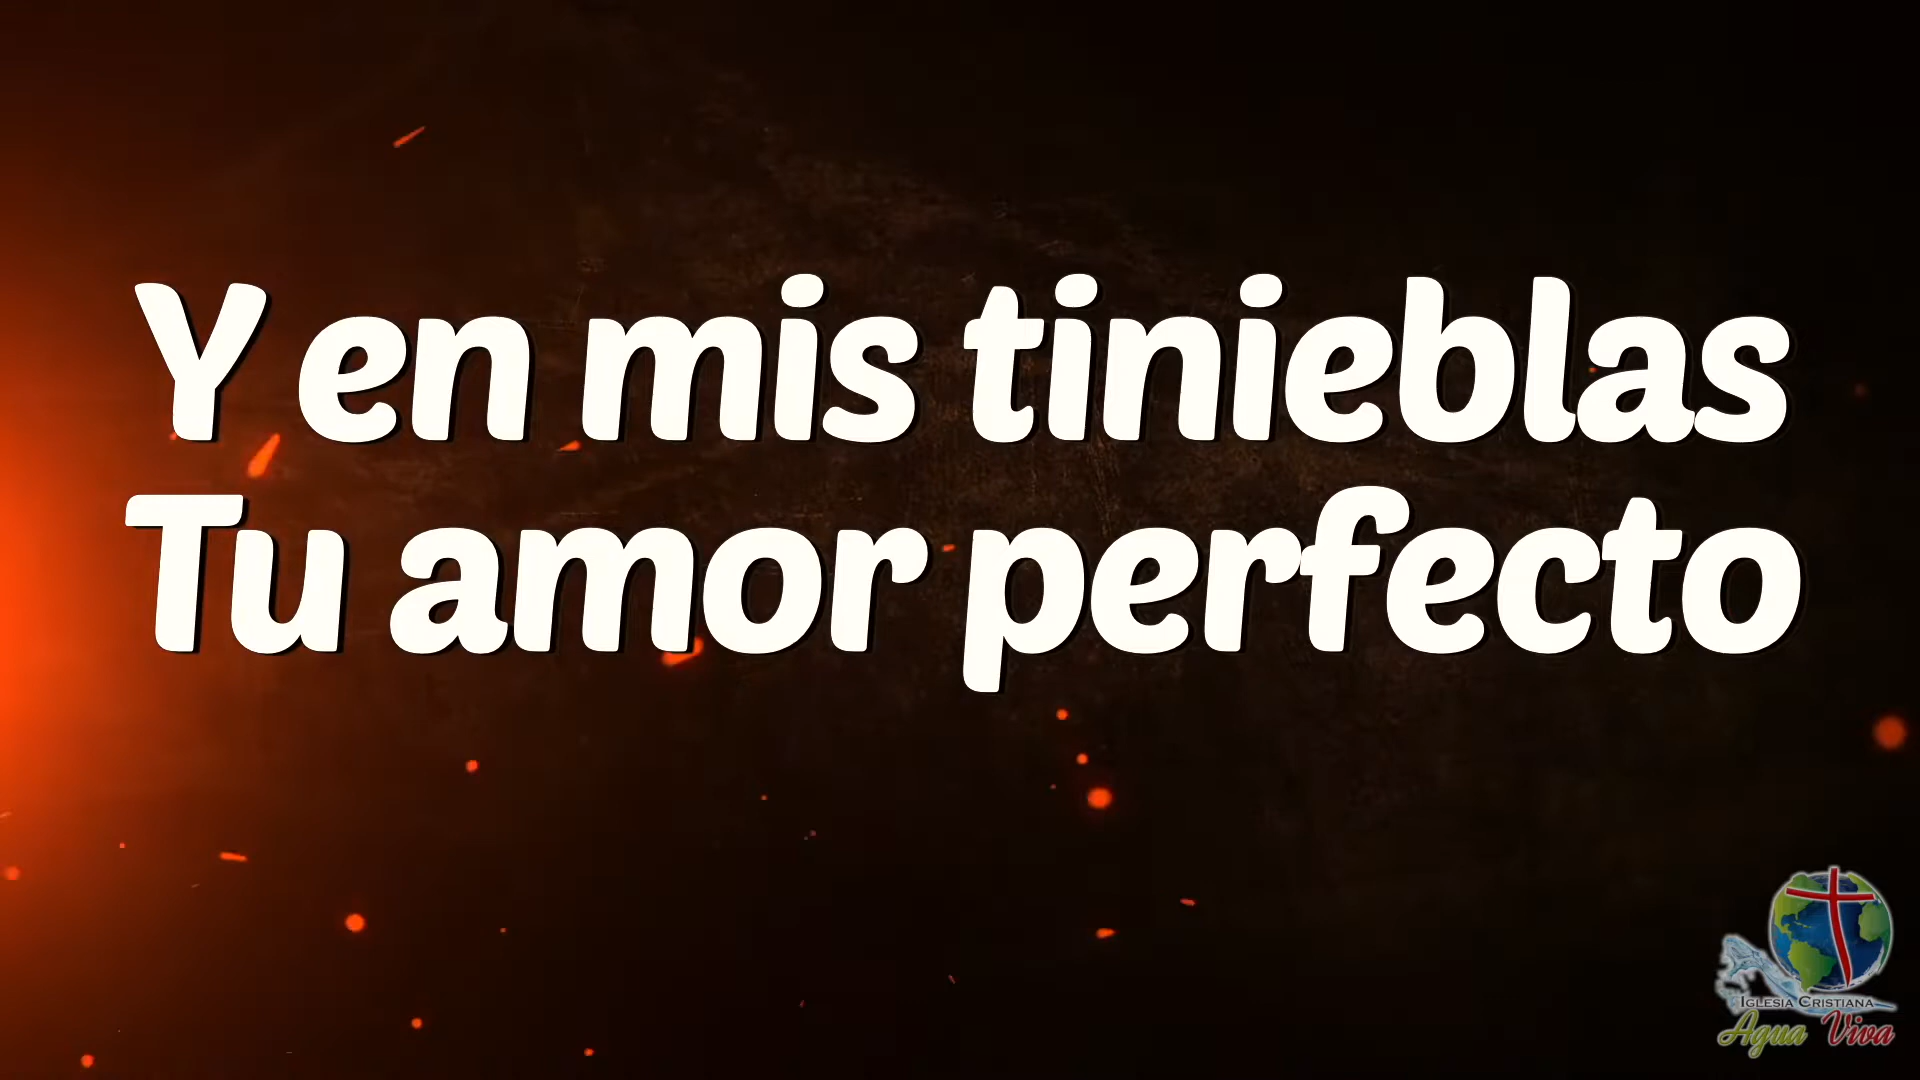 Y en mis tinieblas
Tu amor perfecto
IGLESIA CRISTIANA
Agua Viva